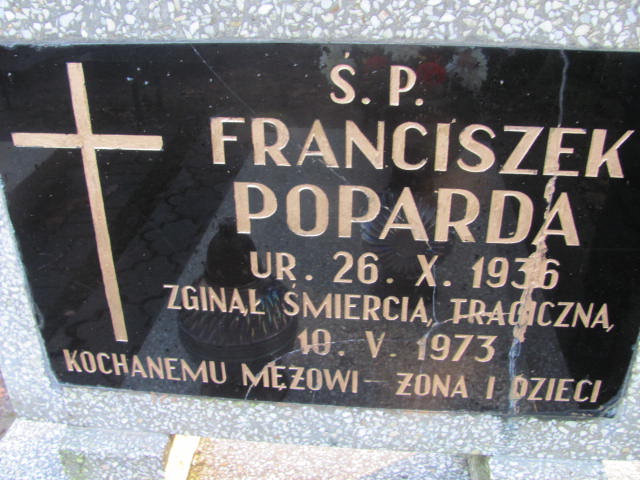 Ś. P.
FRANCISZEK
POPARDA
UR. 26. X. 1936
ZGINĄŁ ŚMIERCIĄ TRAGICZNĄ
10. V. 1973
KOCHANEMU MĘŻOWI - ŻONA I DZIECI